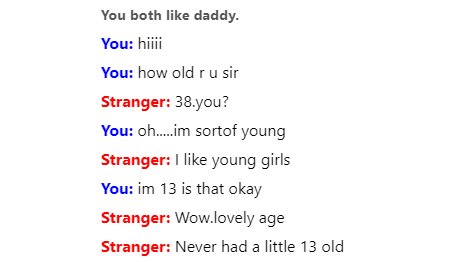 You both like daddy.
You: hiiii
You: how old r u sir
Stranger: 38.you?
You: oh.....im sortof young
Stranger: I like young girls
You: im 13 is that okay
Stranger: Wow.lovely age
Stranger: Never had a little 13 old